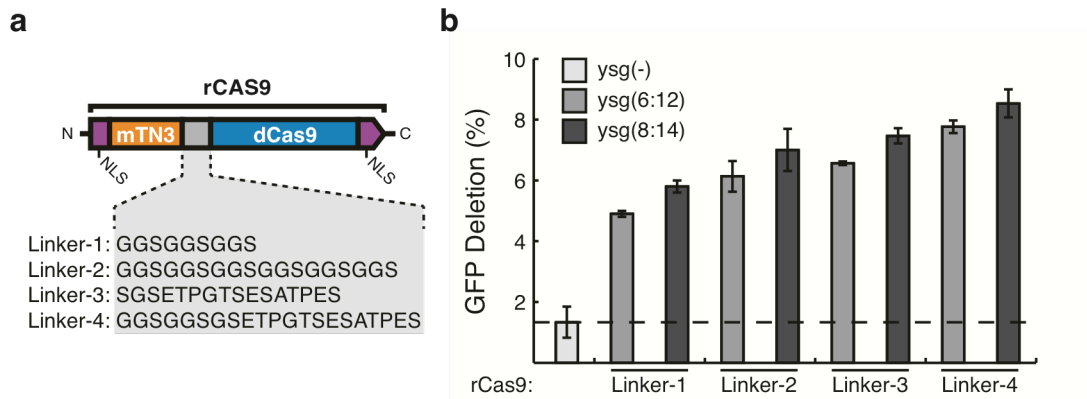 a
rCAS9
N
mTN3
dCas9
C
NLS
NLS
Linker-1: GGSGGSGGS
Linker-2: GGSGGSGGSGGSGGSGGS
Linker-3: SGSETPGTSESATPES
Linker-4: GGSGGSGSETPGTSESATPES
b
GFP Deletion (%)
10
8
6
4
2
ysg(-)
ysg(6:12)
ysg(8:14)
rCas9:
Linker-1
Linker-2
Linker-3
Linker-4